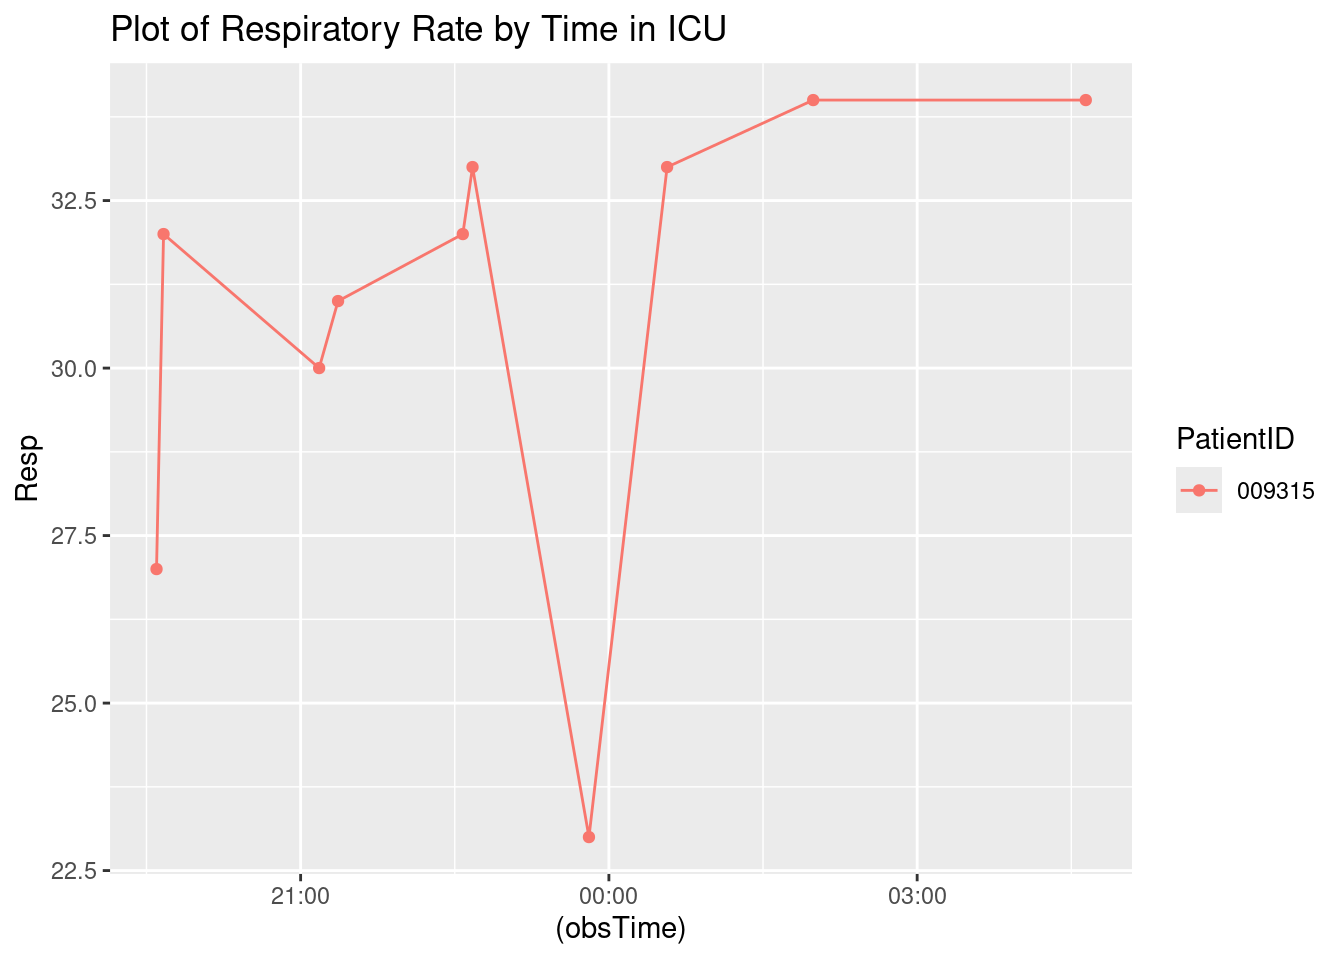 Plot of Respiratory Rate by Time in ICU
32.5
30.0
27.5
25.0
22.5
Resp
21:00
00:00
03:00
(obsTime)
PatientID
009315